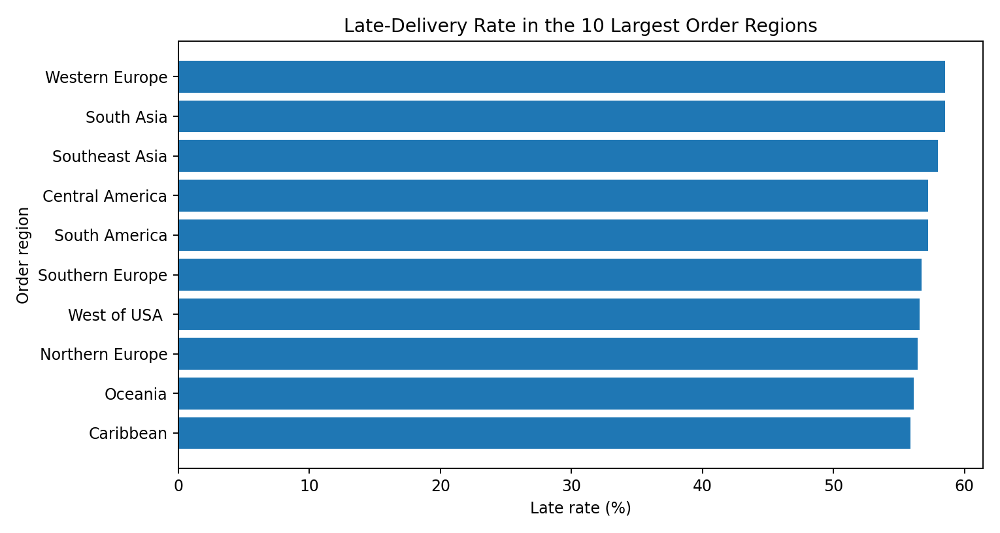 Late-Delivery Rate in the 10 Largest Order Regions
Order region
Western Europe
South Asia
Southeast Asia
Central America
South America
Southern Europe
West of USA
Northern Europe
Oceania
Caribbean
0 10 20 30 40 50 60
Late rate (%)